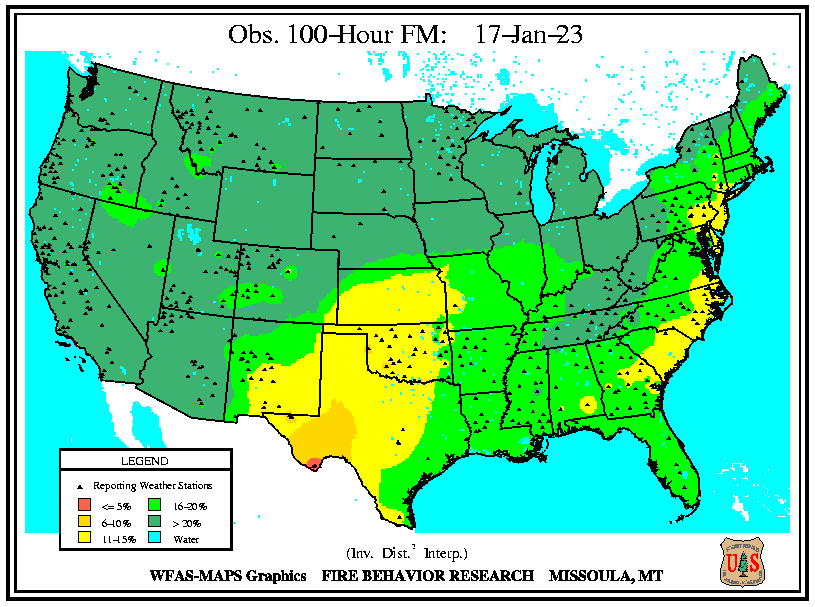 Obs. 100-Hour FM: 17-Jan-23
LEGEND
Reporting Weather Stations
<= 5% 16-20%
6-10% > 20%
11-15% Water
(Inv. Dist.² Interp.)
WFAS-MAPS Graphics FIRE BEHAVIOR RESEARCH MISSOULA, MT
U S